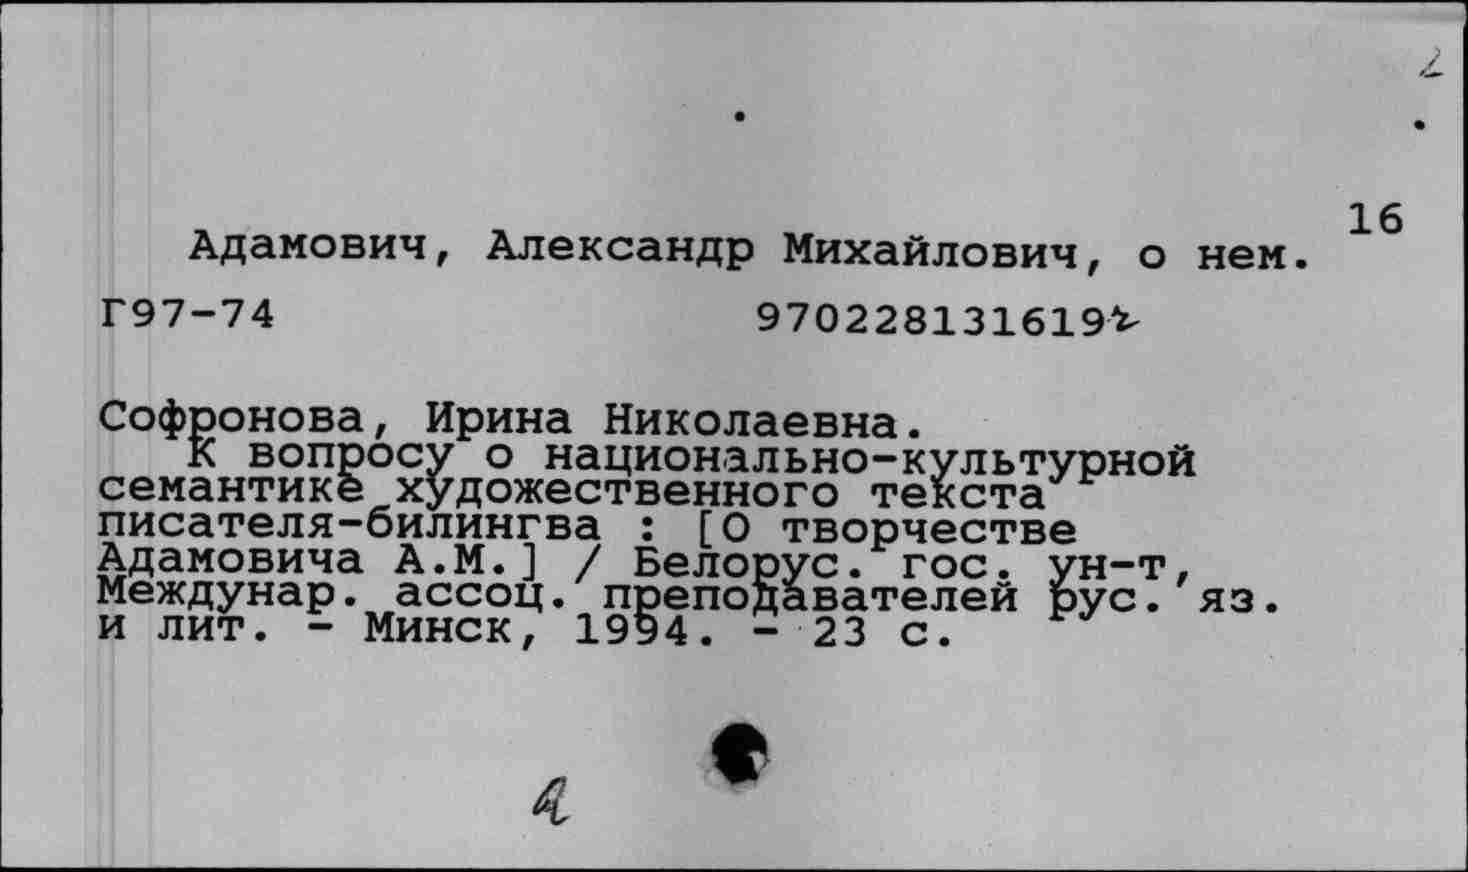 2
16
Адамович, Александр Михайлович, о нем.
Г97-74 970228131619
Софронова, Ирина Николаевна.
К вопросу о национально-культурной
семантике художественного текста
писателя-билингва : [О творчестве
Адамовича А.М.] / Белорус. гос. ун-т,
Междунар. ассоц. преподавателей рус. яз.
и лит. - Минск, 1994. - 23 с.